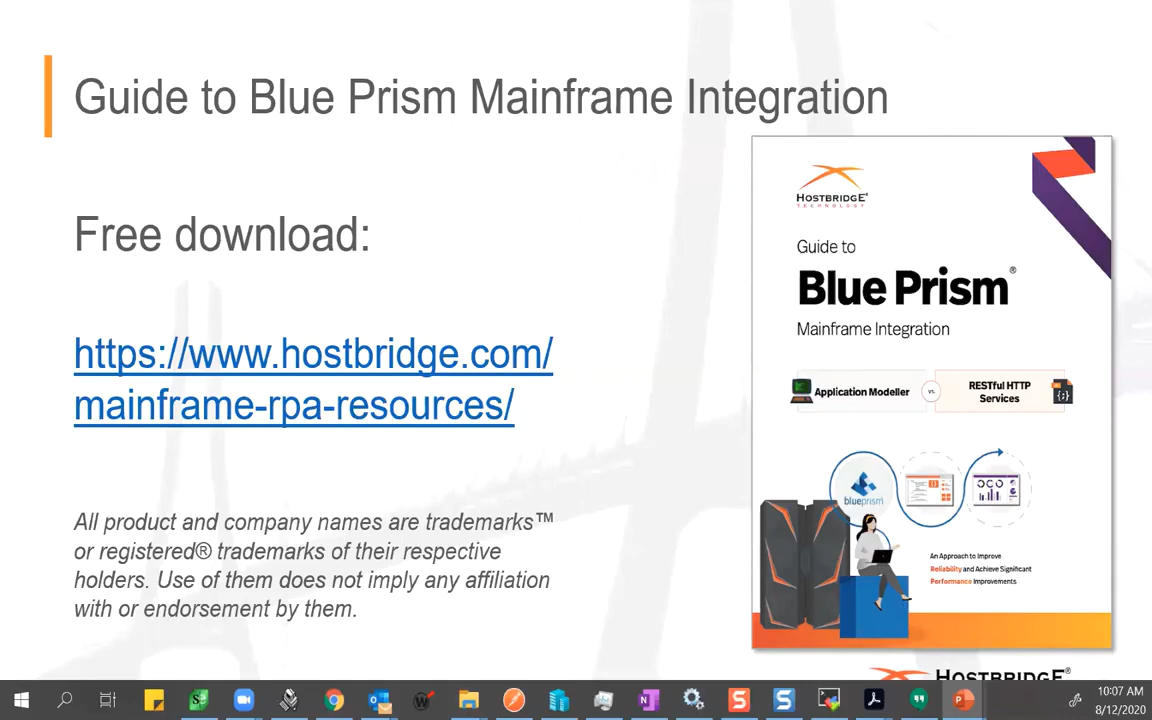 Guide to Blue Prism Mainframe Integration
Free download:
https://www.hostbridge.com/
mainframe-rpa-resources/
All product and company names are trademarks™
or registered® trademarks of their respective
holders. Use of them does not imply any affiliation
with or endorsement by them.
HOSTBRIDGE®
TECHNOLOGY
Guide to
Blue Prism®
Mainframe Integration
Application Modeller
vs.
RESTful HTTP
Services
blueprism
An Approach to Improve
Reliability and Achieve Significant
Performance Improvements
HOSTBRIDGE®
10:07 AM
8/12/2020